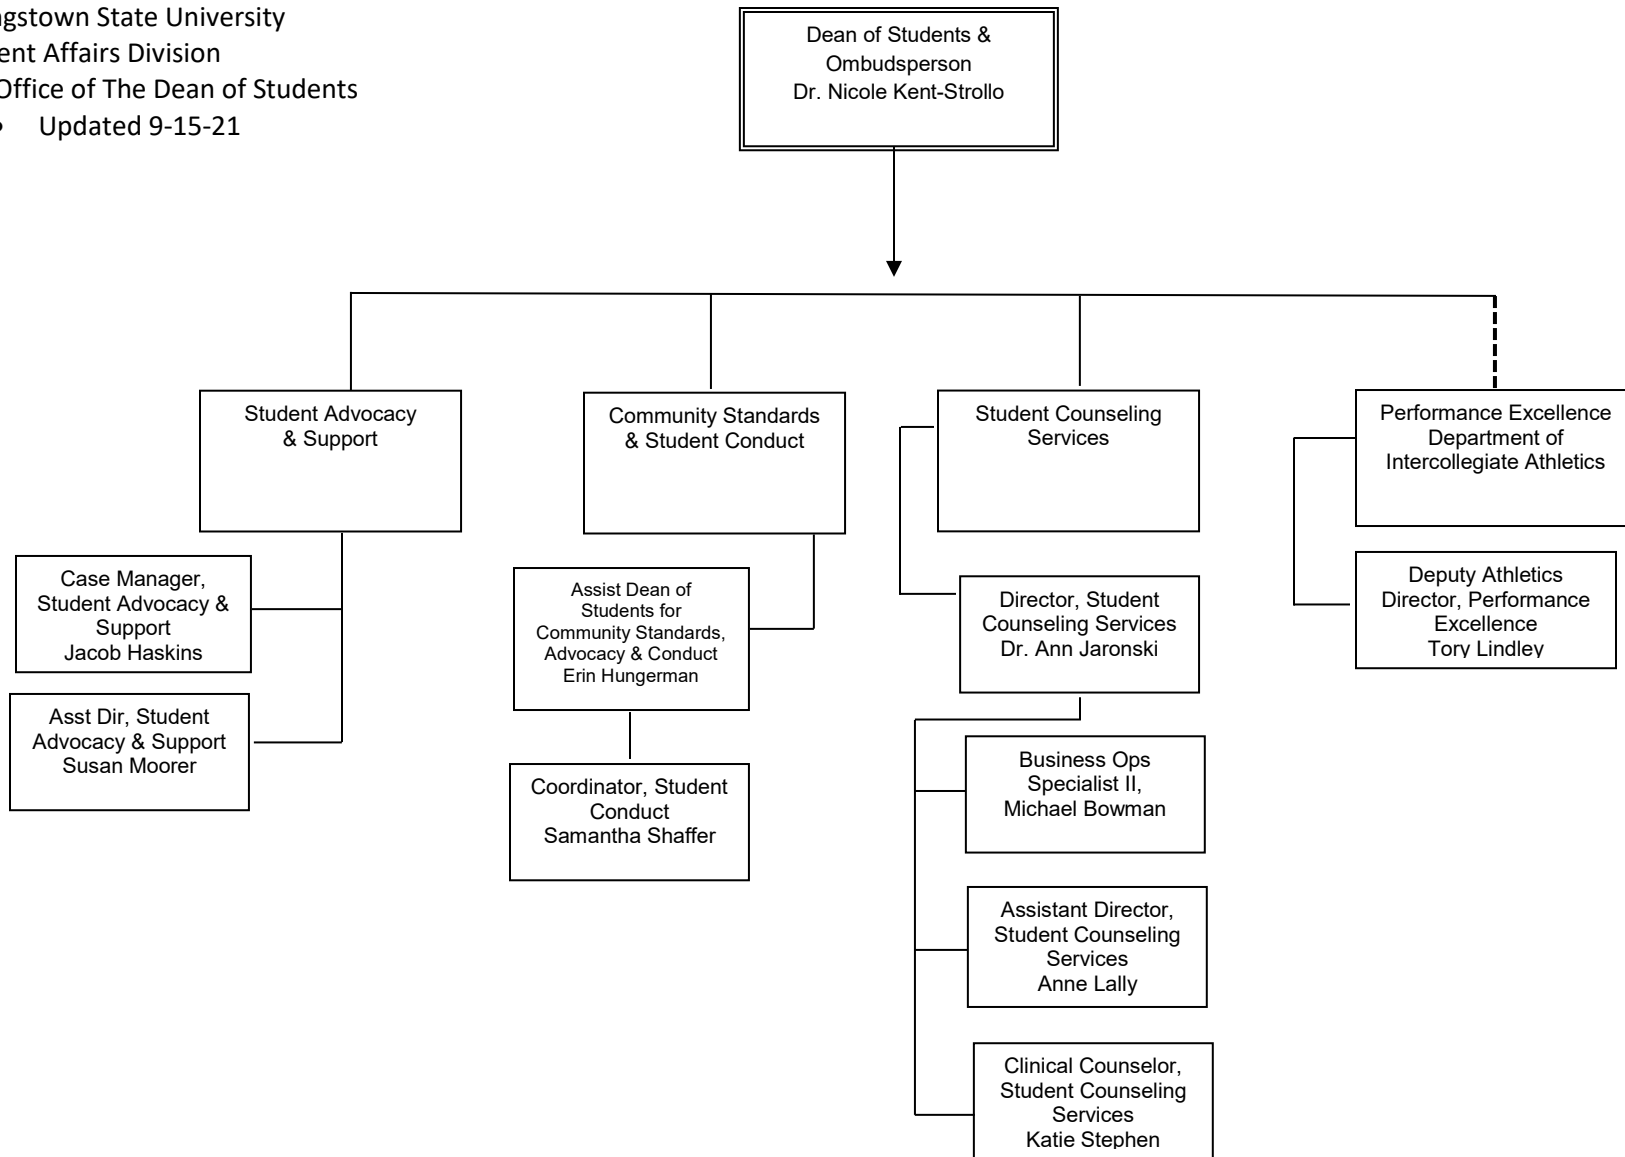 ngstown State University
ent Affairs Division
Office of The Dean of Students
• Updated 9-15-21
Dean of Students &
Ombudsperson
Dr. Nicole Kent-Strollo
Student Advocacy
& Support
Community Standards
& Student Conduct
Student Counseling
Services
Performance Excellence
Department of
Intercollegiate Athletics
Case Manager,
Student Advocacy &
Support
Jacob Haskins
Asst Dir, Student
Advocacy & Support
Susan Moorer
Assist Dean of
Students for
Community Standards,
Advocacy & Conduct
Erin Hungerman
Coordinator, Student
Conduct
Samantha Shaffer
Director, Student
Counseling Services
Dr. Ann Jaronski
Business Ops
Specialist II,
Michael Bowman
Assistant Director,
Student Counseling
Services
Anne Lally
Clinical Counselor,
Student Counseling
Services
Katie Stephen
Deputy Athletics
Director, Performance
Excellence
Tory Lindley